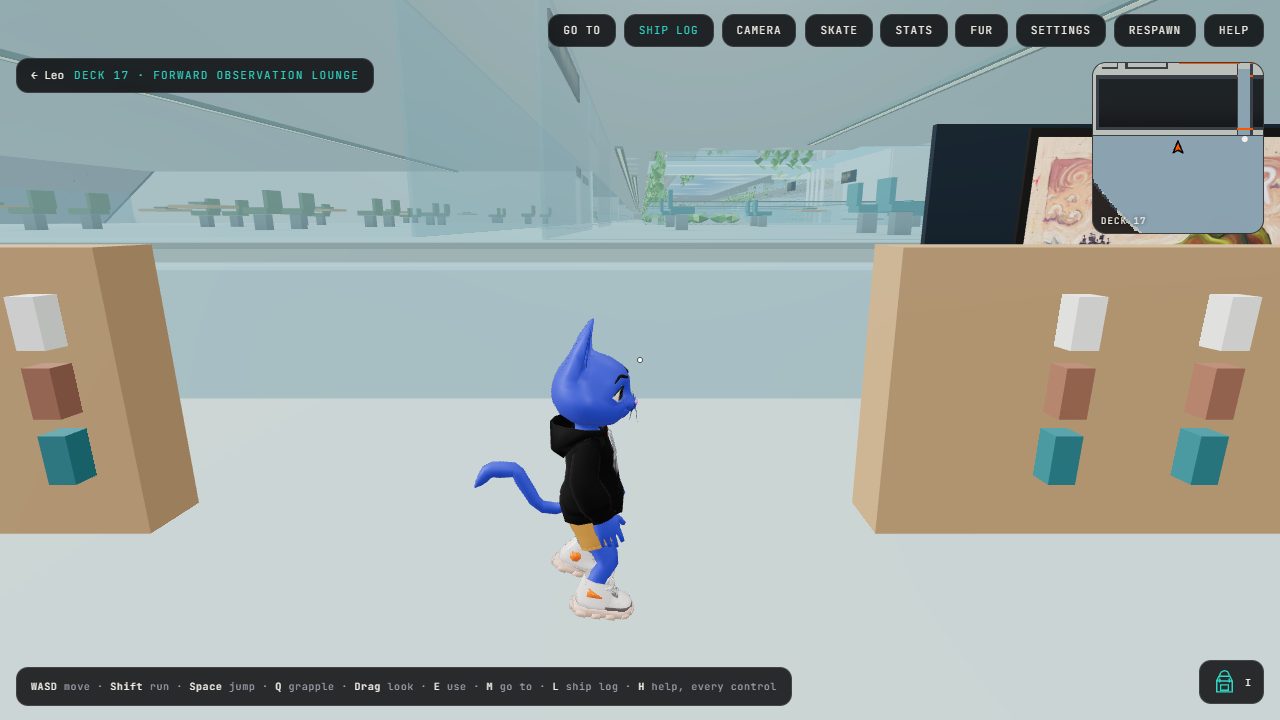 GO TO
SHIP LOG
CAMERA
SKATE
STATS
FUR
SETTINGS
RESPAWN
HELP
← Leo DECK 17 · FORWARD OBSERVATION LOUNGE
DECK 17
WASD move · Shift run · Space jump · Q grapple · Drag look · E use · M go to · L ship log · H help, every control
I